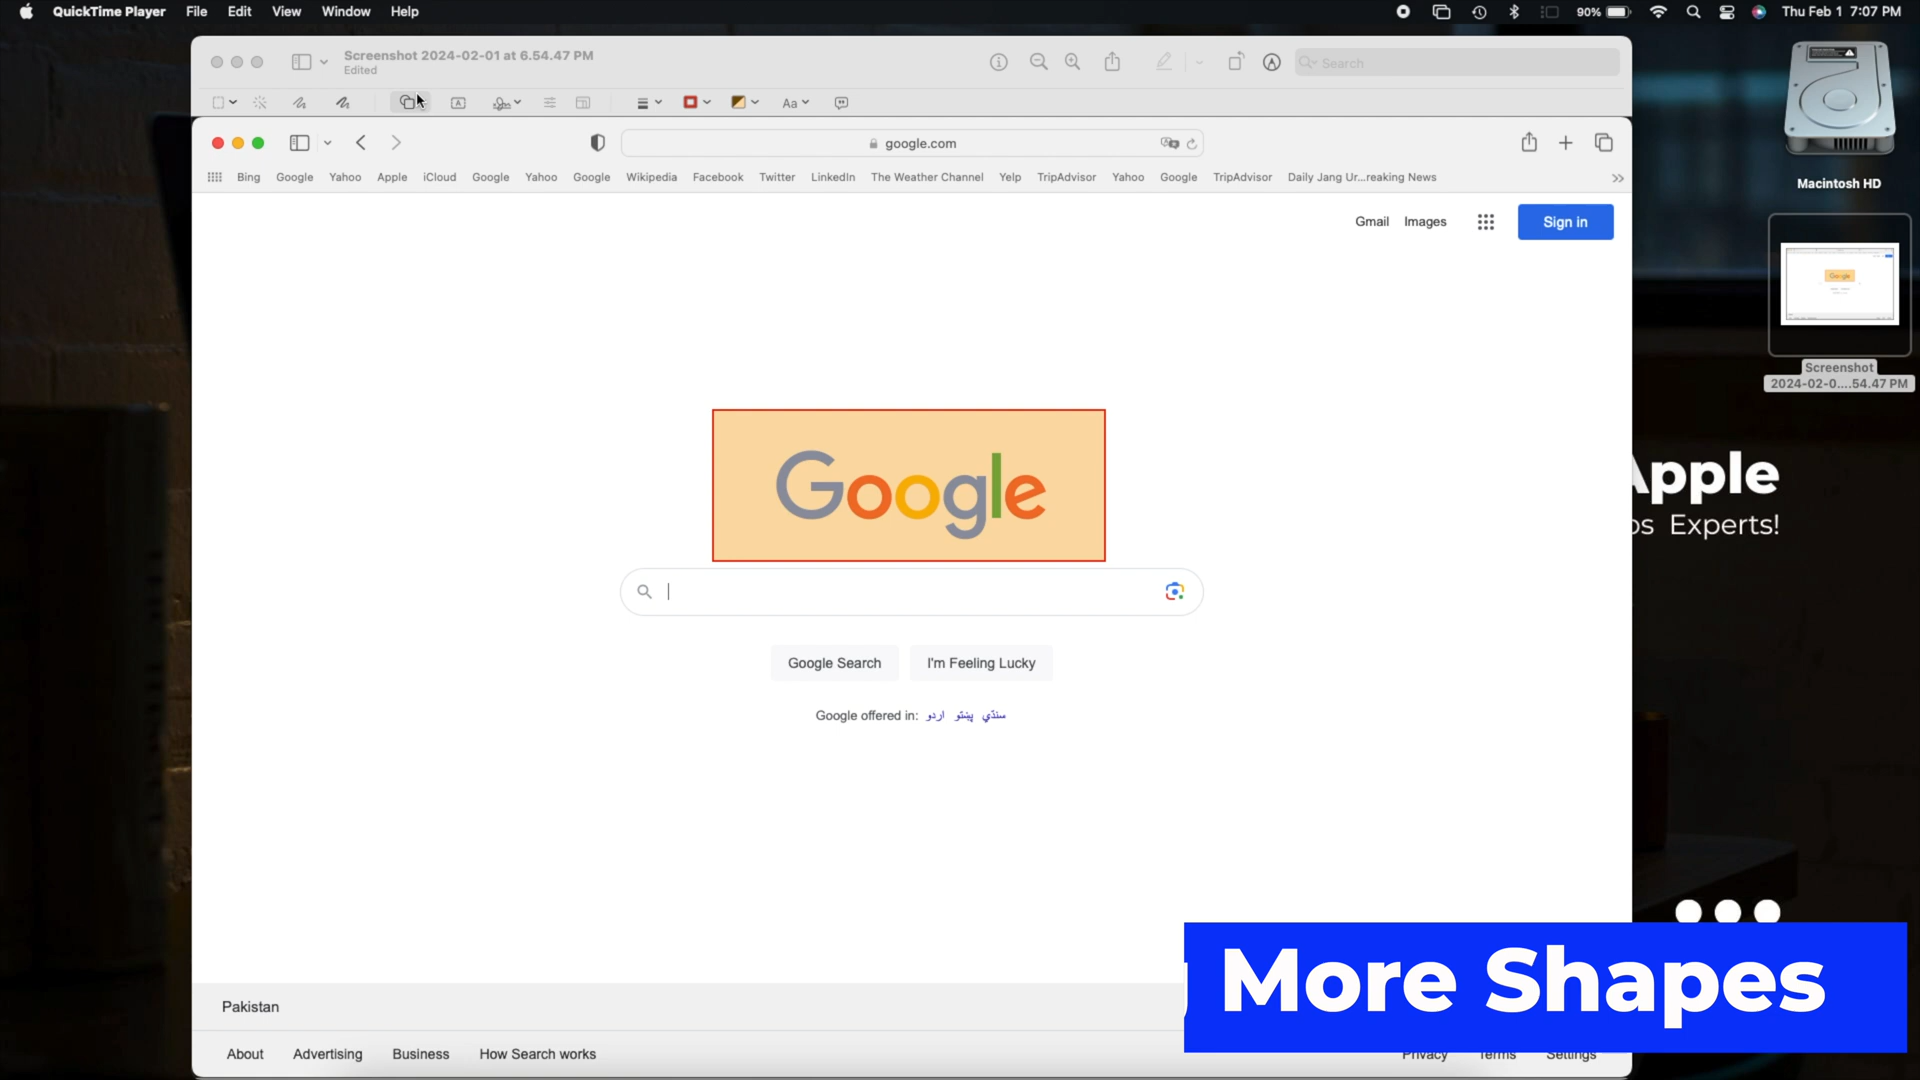 QuickTime Player File Edit View Window Help 90% Thu Feb 1 7:07 PM
Screenshot 2024-02-01 at 6.54.47 PM
Edited
Search
Aa
google.com
Bing Google Yahoo Apple iCloud Google Yahoo Google Wikipedia Facebook Twitter LinkedIn The Weather Channel Yelp TripAdvisor Yahoo Google TripAdvisor Daily Jang Ur...reaking News
Macintosh HD
Gmail Images Sign in
Screenshot
2024-02-0....54.47 PM
Apple
Experts!
Google
Google Search I'm Feeling Lucky
Google offered in: اردو پښتو سنڌي
More Shapes
Pakistan
About Advertising Business How Search works Privacy Terms Settings